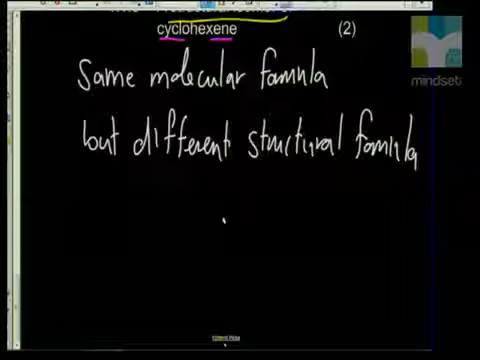 cyclohexene (2)
mindset
Same molecular formula
but different structural formula